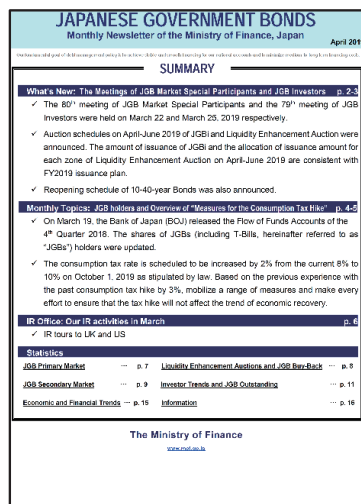 JAPANESE GOVERNMENT BONDS
Monthly Newsletter of the Ministry of Finance, Japan
April 201
SUMMARY
What's New: The Meetings of JGB Market Special Participants and JGB Investors p. 2-3
✓ The 80th meeting of JGB Market Special Participants and the 79th meeting of JGB
Investors were held on March 22 and March 25, 2019 respectively.
✓ Auction schedules on April-June 2019 of JGBi and Liquidity Enhancement Auction were
announced. The amount of issuance of JGBi and the allocation of issuance amount for
each zone of Liquidity Enhancement Auction on April-June 2019 are consistent with
FY2019 issuance plan.
✓ Reopening schedule of 10-40-year Bonds was also announced.
Monthly Topics: JGB holders and Overview of "Measures for the Consumption Tax Hike" p. 4-5
✓ On March 19, the Bank of Japan (BOJ) released the Flow of Funds Accounts of the
4th Quarter 2018. The shares of JGBs (including T-Bills, hereinafter referred to as
"JGBs") holders were updated.
✓ The consumption tax rate is scheduled to be increased by 2% from the current 8% to
10% on October 1, 2019 as stipulated by law. Based on the previous experience with
the past consumption tax hike by 3%, mobilize a range of measures and make every
effort to ensure that the tax hike will not affect the trend of economic recovery.
IR Office: Our IR activities in March p. 6
✓ IR tours to UK and US
Statistics
JGB Primary Market ··· p. 7 Liquidity Enhancement Auctions and JGB Buy-Back ··· p. 8
JGB Secondary Market ··· p. 9 Investor Trends and JGB Outstanding ··· p. 11
Economic and Financial Trends ··· p. 15 Information ··· p. 16
The Ministry of Finance
www.mof.go.jp